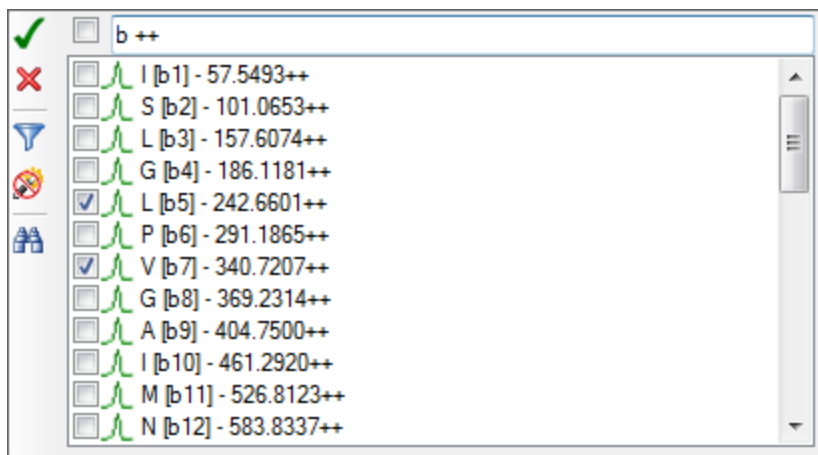 b ++
I [b1] - 57.5493++
S [b2] - 101.0653++
L [b3] - 157.6074++
G [b4] - 186.1181++
L [b5] - 242.6601++
P [b6] - 291.1865++
V [b7] - 340.7207++
G [b8] - 369.2314++
A [b9] - 404.7500++
I [b10] - 461.2920++
M [b11] - 526.8123++
N [b12] - 583.8337++